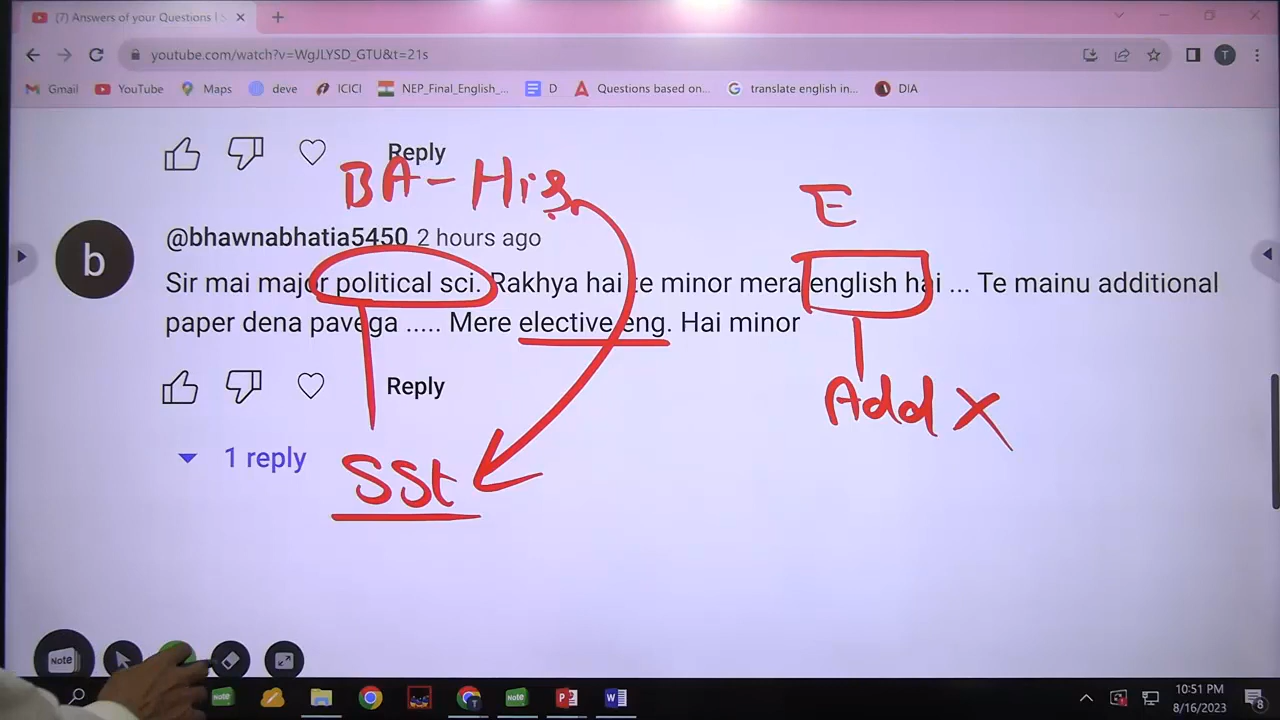 (7) Answers of your Questions | S
youtube.com/watch?v=WgJLYSD_GTU&t=21s
T
Gmail YouTube Maps deve ICICI NEP_Final_English_... D Questions based on... translate english in... DIA
Reply
BA - His
E
b
@bhawnabhatia5450 2 hours ago
Sir mai major political sci. Rakhya hai te minor mera english hai ... Te mainu additional
paper dena pavega ..... Mere elective eng. Hai minor
Reply
Add X
1 reply
SSt
Note
Note Note
10:51 PM
8/16/2023
8